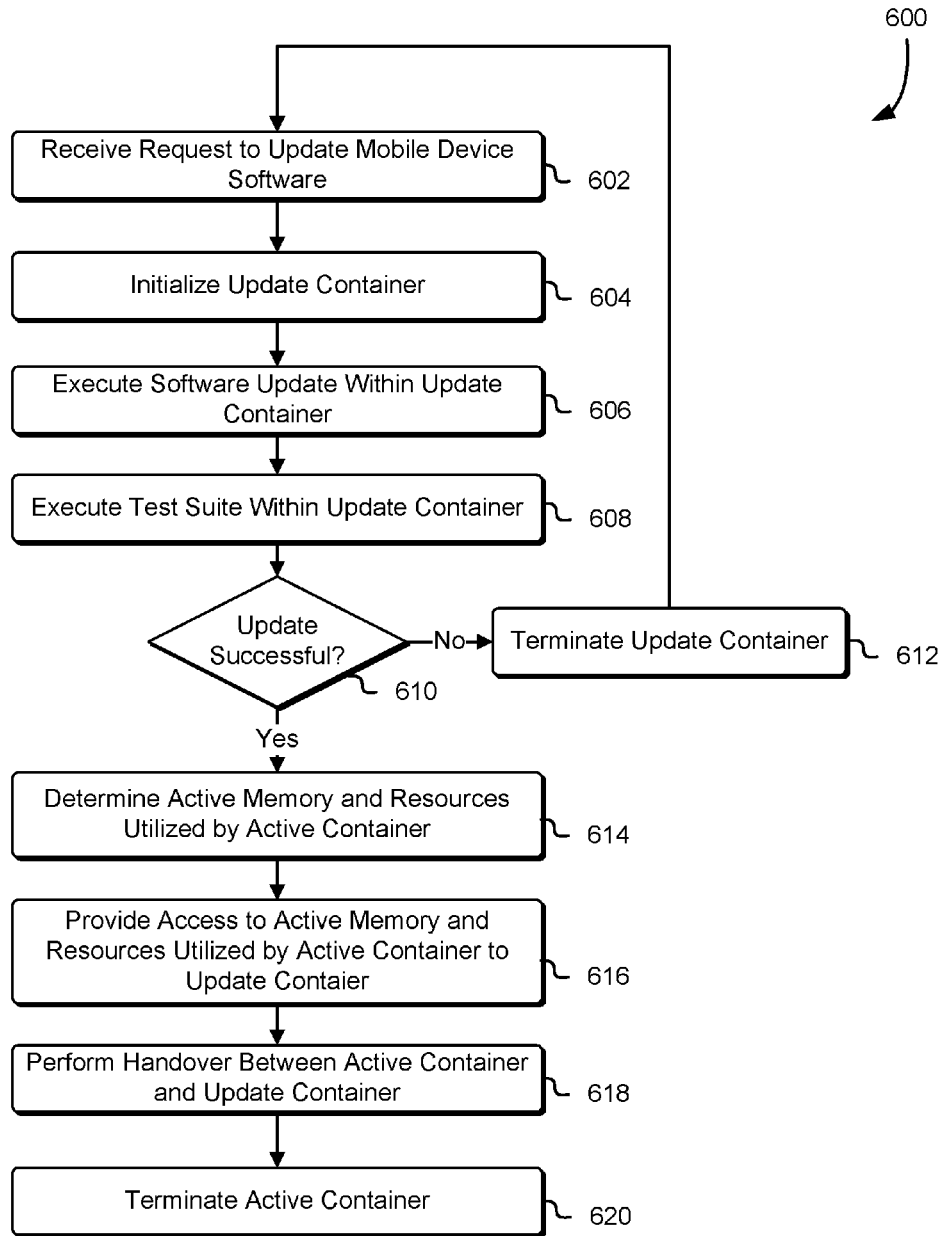 600
Receive Request to Update Mobile Device
Software
602
Initialize Update Container
604
Execute Software Update Within Update
Container
606
Execute Test Suite Within Update Container
608
Update
Successful?
610
No
Terminate Update Container
612
Yes
Determine Active Memory and Resources
Utilized by Active Container
614
Provide Access to Active Memory and
Resources Utilized by Active Container to
Update Contaier
616
Perform Handover Between Active Container
and Update Container
618
Terminate Active Container
620